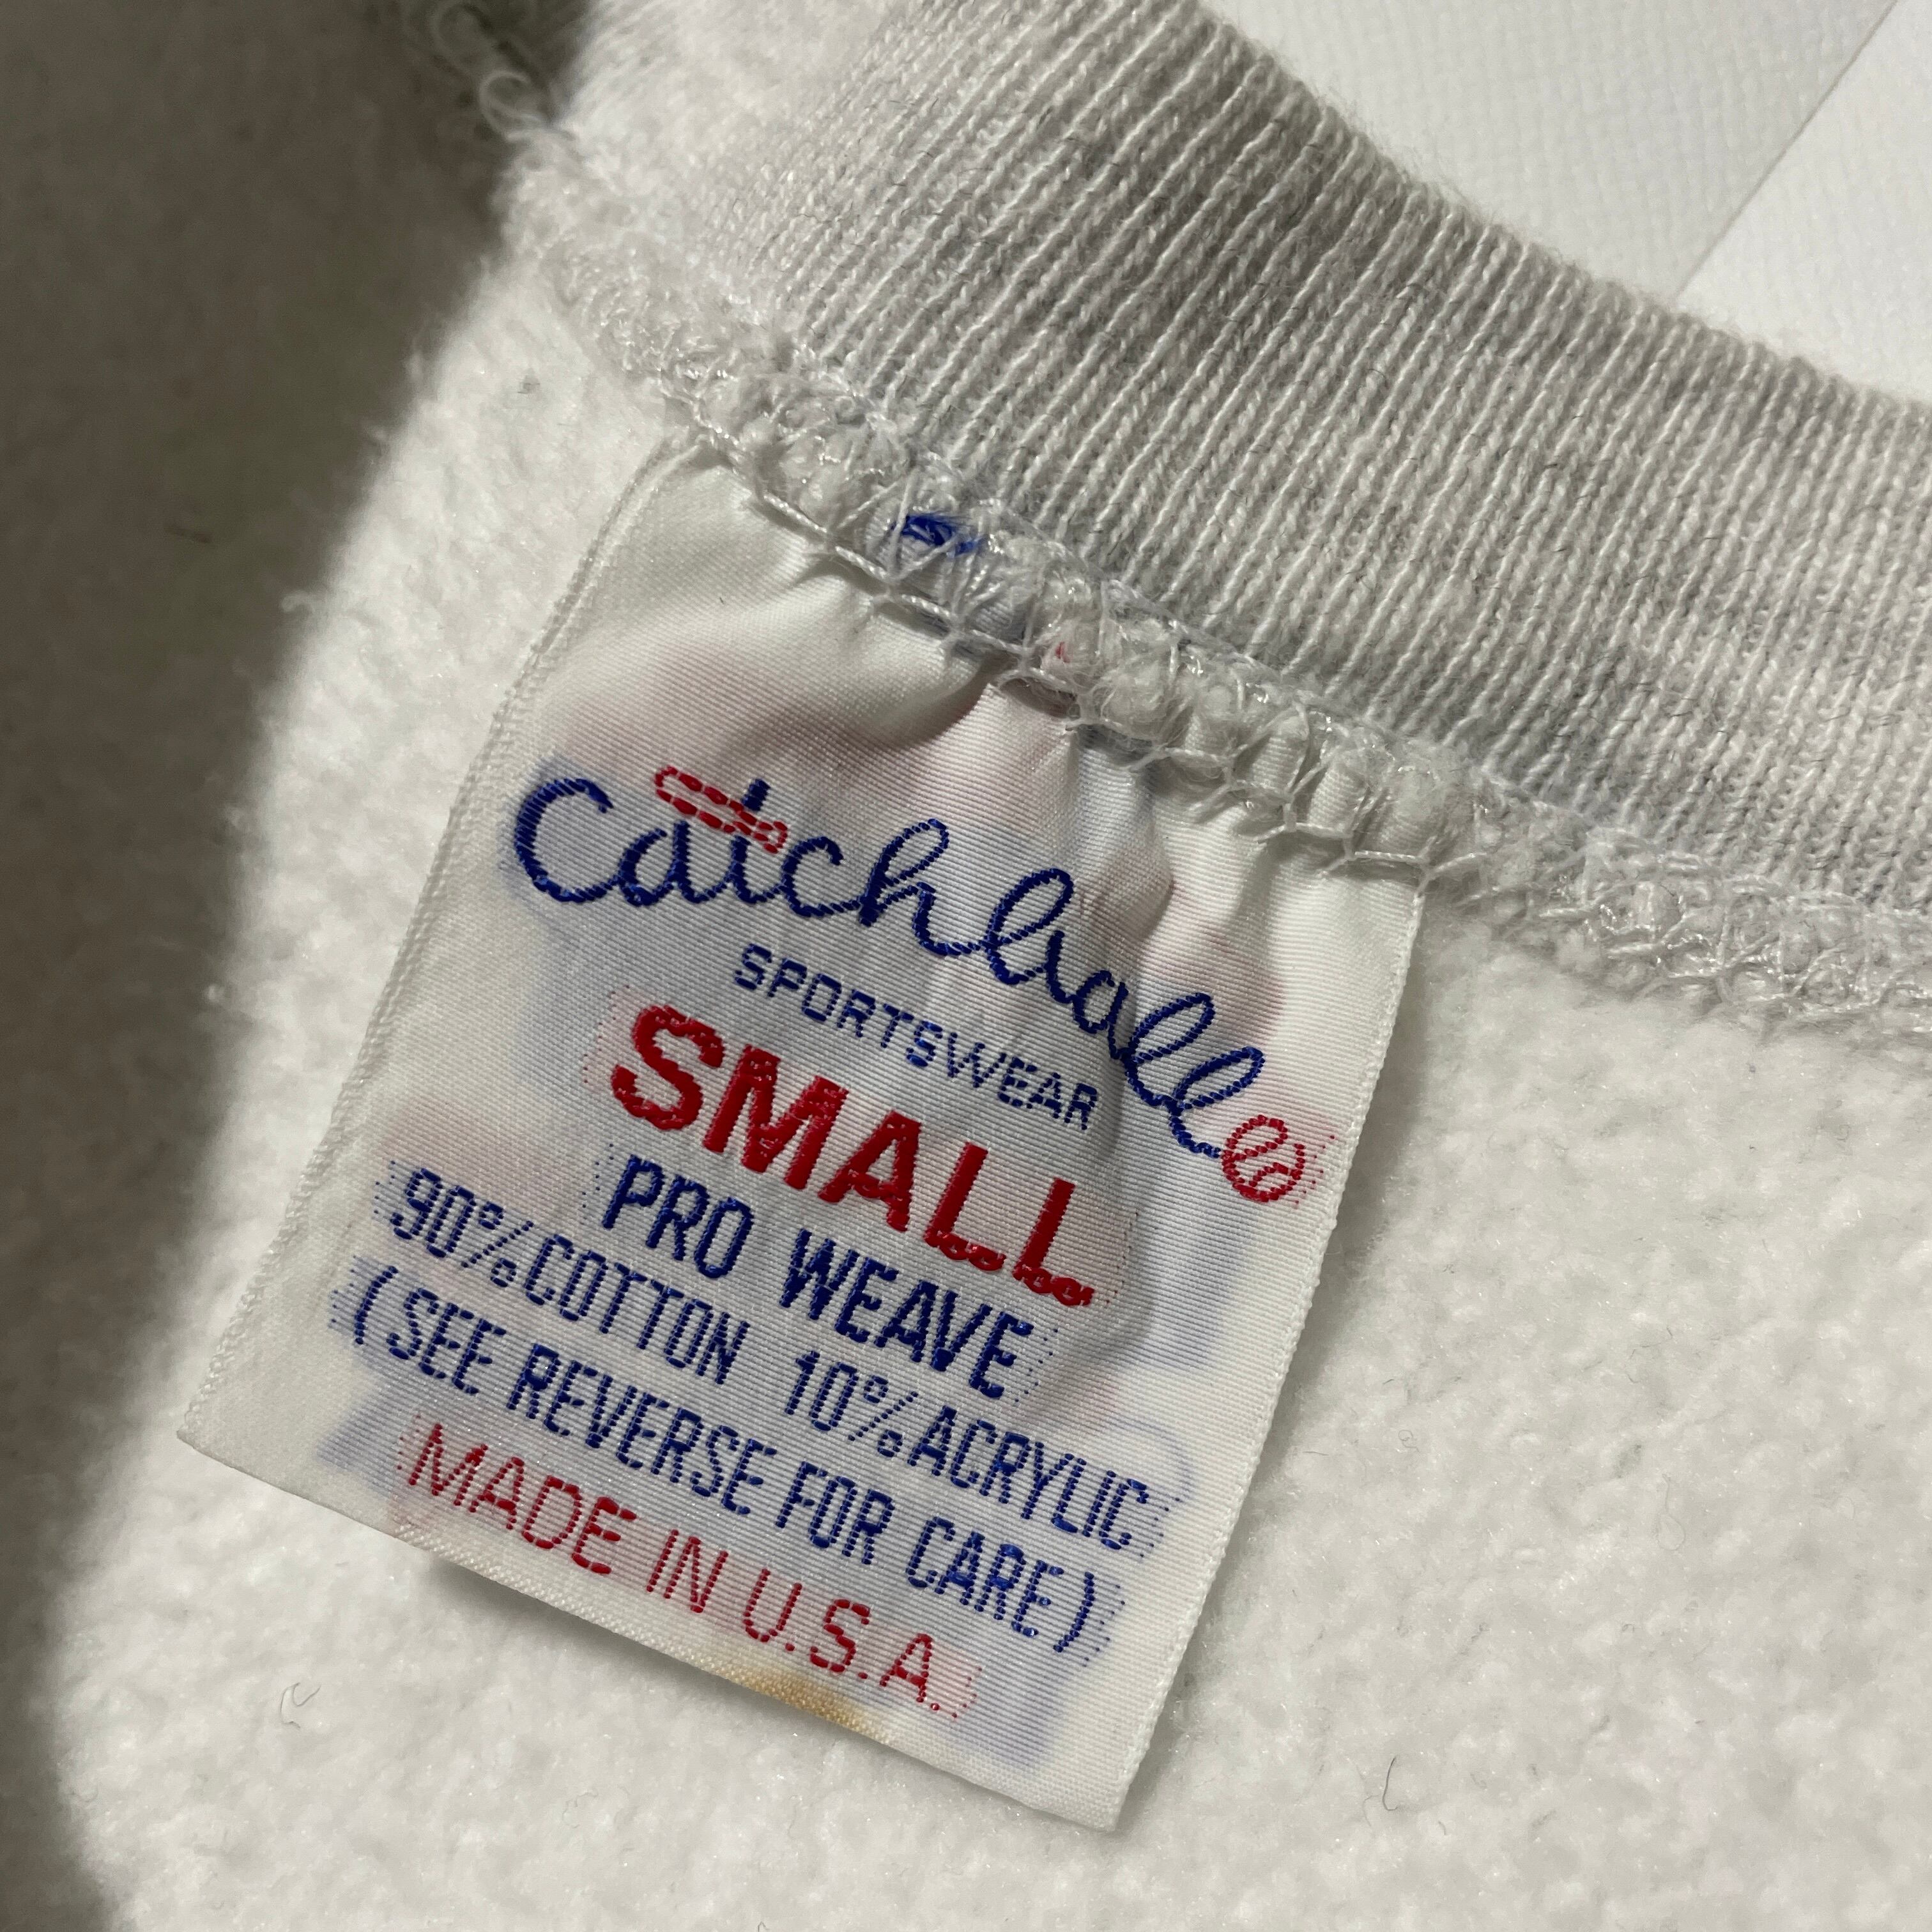 Catchball
SPORTSWEAR
SMALL
PRO WEAVE
90%COTTON 10%ACRYLIC
(SEE REVERSE FOR CARE)
MADE IN U.S.A.